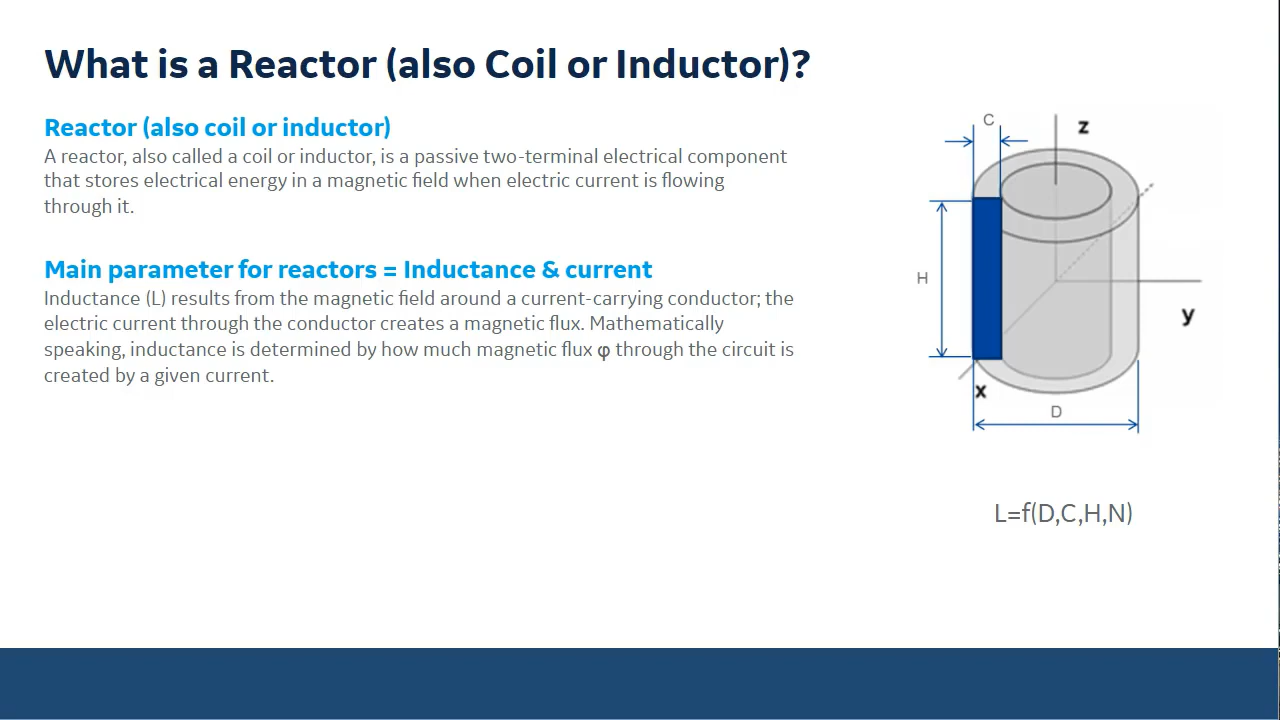 What is a Reactor (also Coil or Inductor)?
Reactor (also coil or inductor)
A reactor, also called a coil or inductor, is a passive two-terminal electrical component
that stores electrical energy in a magnetic field when electric current is flowing
through it.
Main parameter for reactors = Inductance & current
Inductance (L) results from the magnetic field around a current-carrying conductor; the
electric current through the conductor creates a magnetic flux. Mathematically
speaking, inductance is determined by how much magnetic flux φ through the circuit is
created by a given current.
C
z
H
y
x
D
L=f(D,C,H,N)